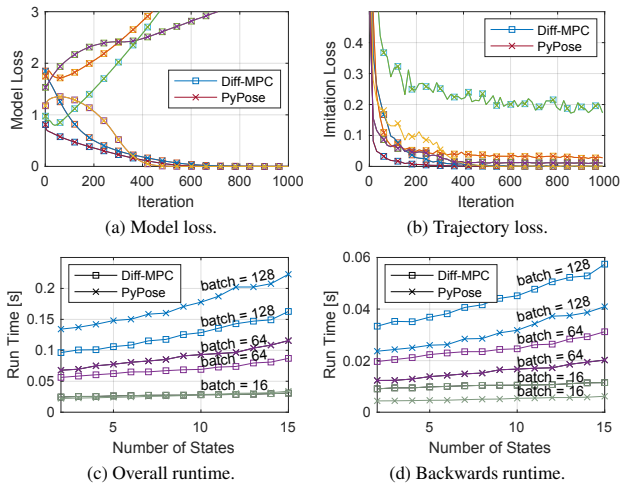 3
2
1
0
Model Loss
Diff-MPC
PyPose
0 200 400 600 800 1000
Iteration
(a) Model loss.
0.4
0.3
0.2
0.1
0
Imitation Loss
Diff-MPC
PyPose
0 200 400 600 800 1000
Iteration
(b) Trajectory loss.
0.2
0.15
0.1
0.05
0
Run Time [s]
Diff-MPC
PyPose
batch = 128
batch = 128
batch = 64
batch = 64
batch = 16
5 10 15
Number of States
(c) Overall runtime.
0.06
0.04
0.02
0
Run Time [s]
Diff-MPC
PyPose
batch = 128
batch = 128
batch = 64
batch = 64
batch = 16
batch = 16
5 10 15
Number of States
(d) Backwards runtime.